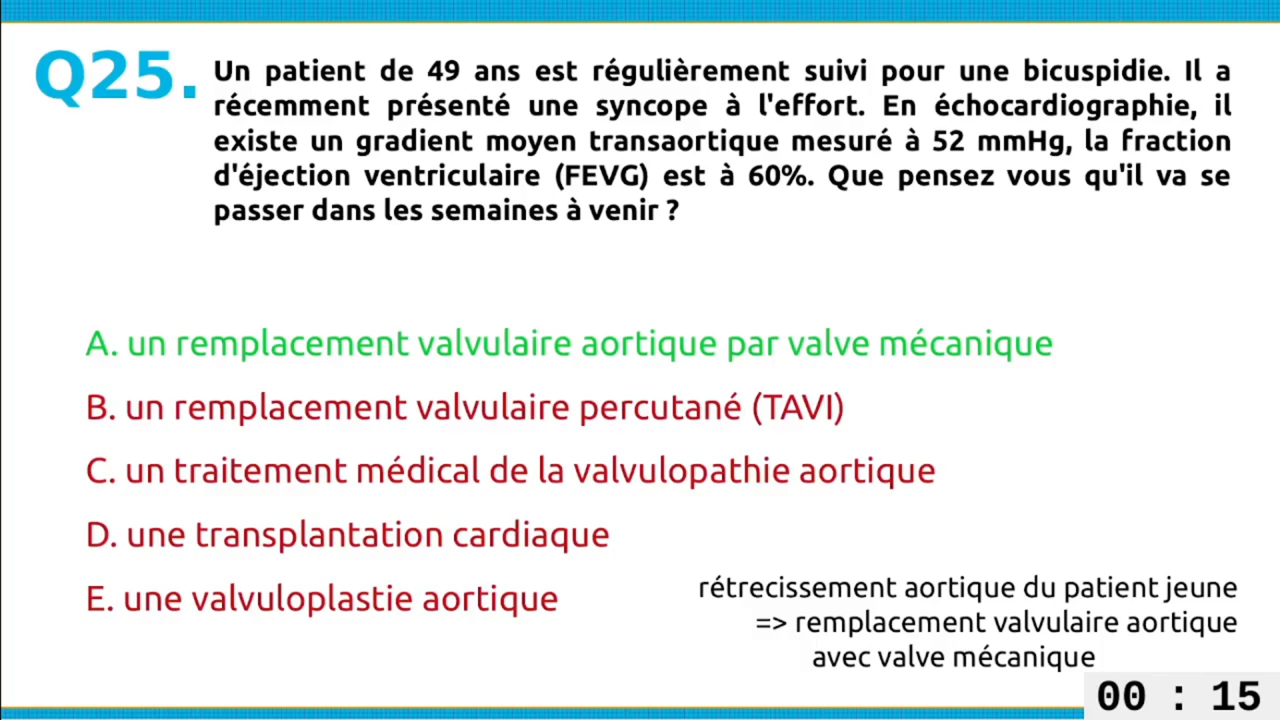 Q25.
Un patient de 49 ans est régulièrement suivi pour une bicuspidie. Il a
récemment présenté une syncope à l'effort. En échocardiographie, il
existe un gradient moyen transaortique mesuré à 52 mmHg, la fraction
d'éjection ventriculaire (FEVG) est à 60%. Que pensez vous qu'il va se
passer dans les semaines à venir ?
A. un remplacement valvulaire aortique par valve mécanique
B. un remplacement valvulaire percutané (TAVI)
C. un traitement médical de la valvulopathie aortique
D. une transplantation cardiaque
E. une valvuloplastie aortique
rétrecissement aortique du patient jeune
=> remplacement valvulaire aortique
avec valve mécanique
00 : 15